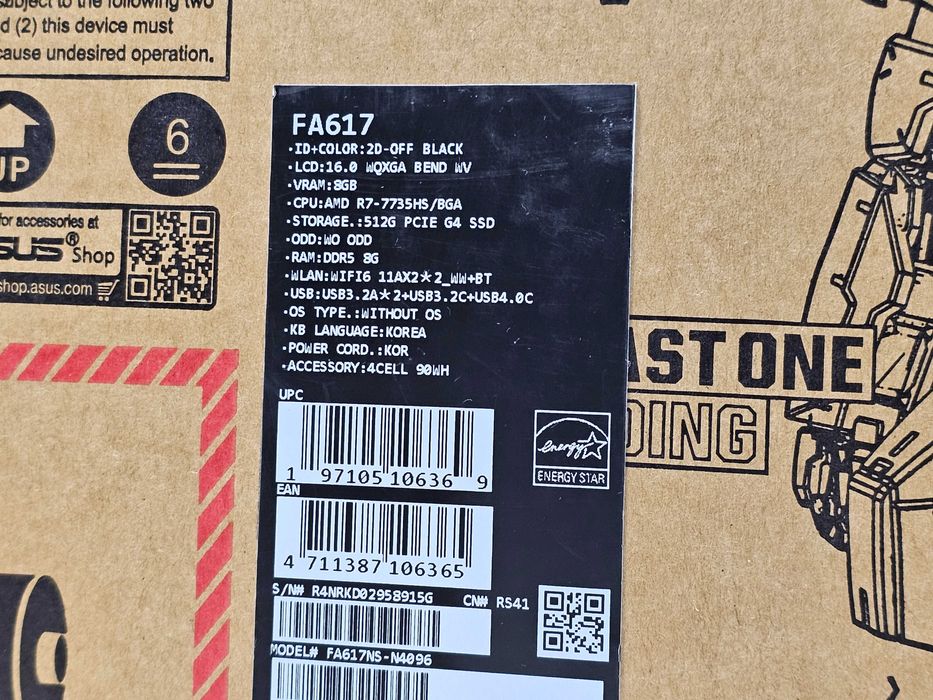 subject to the following two
d (2) this device must
cause undesired operation.
UP
6
for accessories at
SUS® Shop
shop.asus.com
FA617
·ID+COLOR:2D-OFF BLACK
·LCD:16.0 WQXGA BEND WV
·VRAM:8GB
·CPU:AMD R7-7735HS/BGA
·STORAGE.:512G PCIE G4 SSD
·ODD:WO ODD
·RAM:DDR5 8G
·WLAN:WIFI6 11AX2*2_WW+BT
·USB:USB3.2A*2+USB3.2C+USB4.0C
·OS TYPE.:WITHOUT OS
·KB LANGUAGE:KOREA
·POWER CORD.:KOR
·ACCESSORY:4CELL 90WH
UPC
1 97105 10636 9
EAN
4 711387 106365
energy
ENERGY STAR
S/N# R4NRKD02958915G CN# RS41
MODEL# FA617NS-N4096
AST ONE
DING